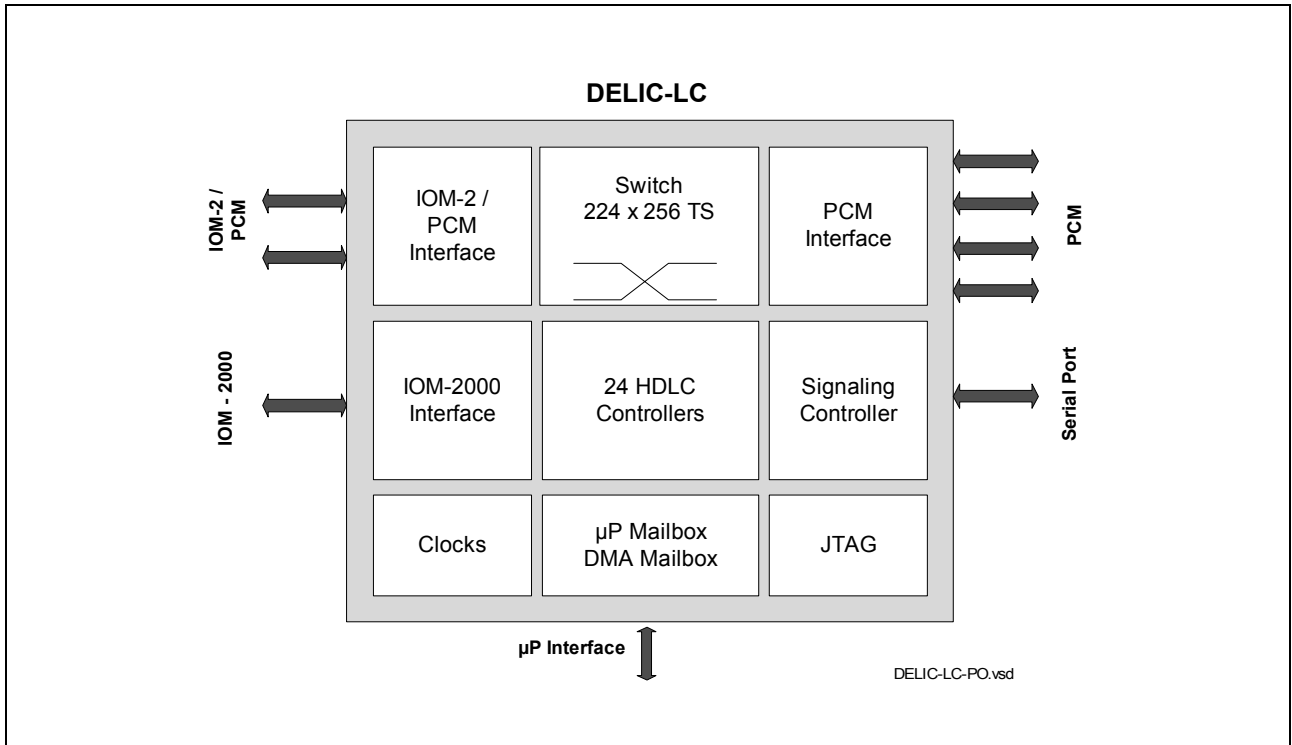 DELIC-LC
IOM-2 /
PCM
IOM-2 /
PCM
Interface
Switch
224 x 256 TS
PCM
Interface
PCM
IOM - 2000
IOM-2000
Interface
24 HDLC
Controllers
Signaling
Controller
Serial Port
Clocks
µP Mailbox
DMA Mailbox
JTAG
µP Interface
DELIC-LC-PO.vsd